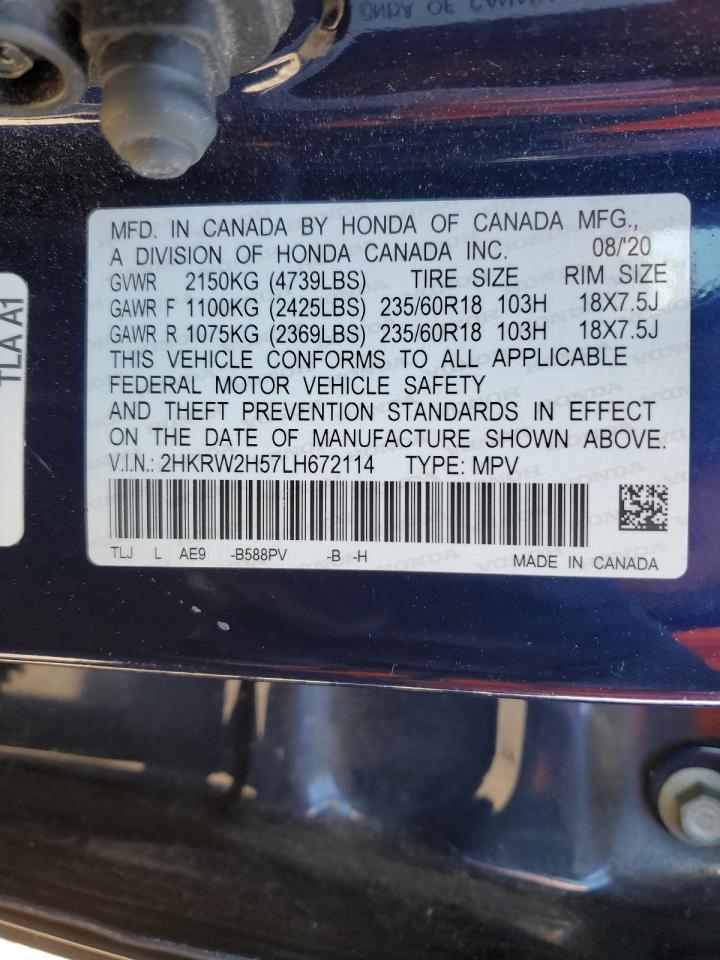 MFD. IN CANADA BY HONDA OF CANADA MFG.,
A DIVISION OF HONDA CANADA INC. 08/'20
GVWR 2150KG (4739LBS) TIRE SIZE RIM SIZE
GAWR F 1100KG (2425LBS) 235/60R18 103H 18X7.5J
GAWR R 1075KG (2369LBS) 235/60R18 103H 18X7.5J
THIS VEHICLE CONFORMS TO ALL APPLICABLE
FEDERAL MOTOR VEHICLE SAFETY
AND THEFT PREVENTION STANDARDS IN EFFECT
ON THE DATE OF MANUFACTURE SHOWN ABOVE.
V.I.N.: 2HKRW2H57LH672114 TYPE: MPV
TLJ L AE9 -B588PV -B -H
MADE IN CANADA
TLA A1